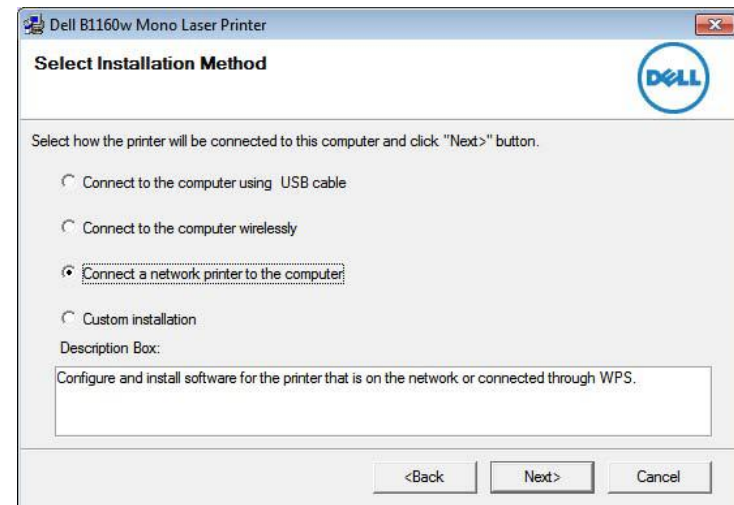 Dell B1160w Mono Laser Printer
Select Installation Method
DELL
Select how the printer will be connected to this computer and click "Next>" button.
Connect to the computer using  USB cable
Connect to the computer wirelessly
Connect a network printer to the computer
Custom installation
Description Box:
Configure and install software for the printer that is on the network or connected through WPS.
<Back
Next>
Cancel